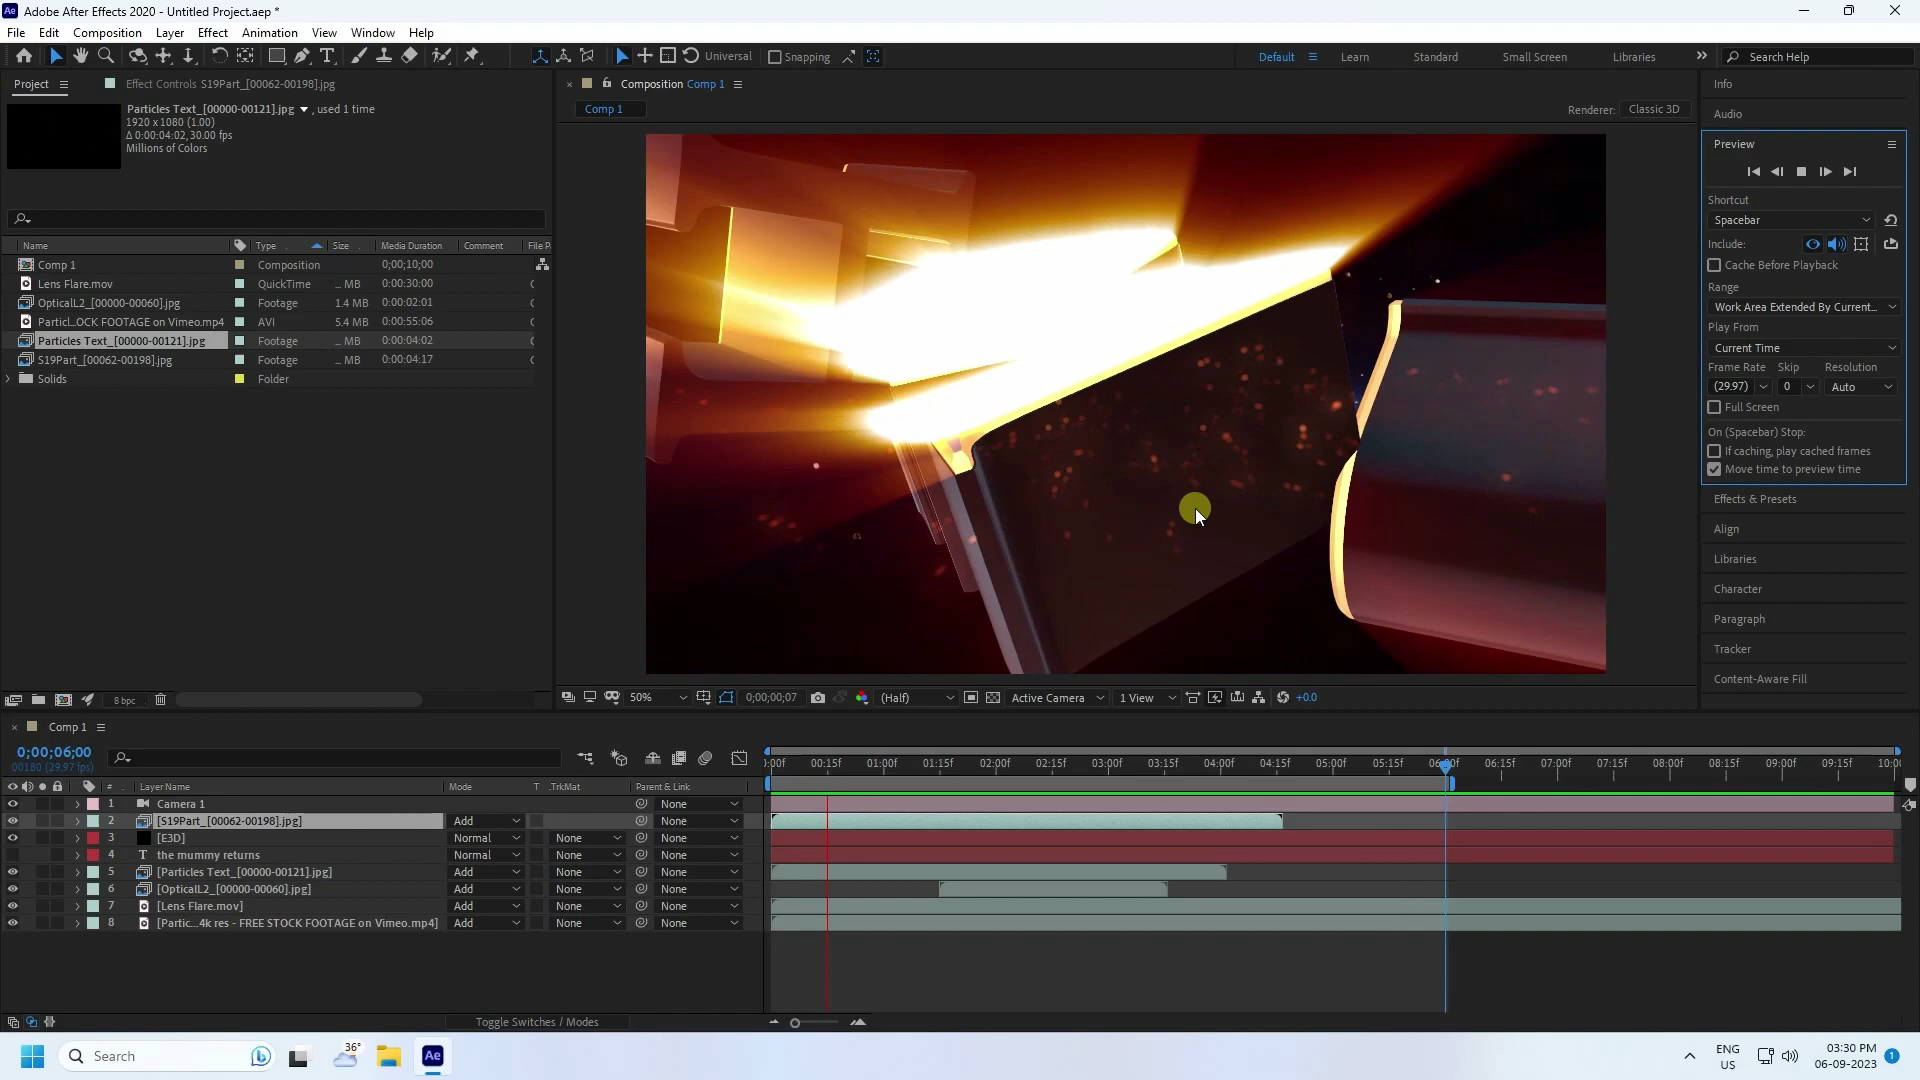 Adobe After Effects 2020 - Untitled Project.aep *
File Edit Composition Layer Effect Animation View Window Help
Universal Snapping Default Learn Standard Small Screen Libraries Search Help
Project Effect Controls S19Part_[00062-00198].jpg
Particles Text_[00000-00121].jpg , used 1 time
1920 x 1080 (1.00)
Δ 0:00:04:02, 30.00 fps
Millions of Colors
Name Type Size Media Duration Comment File P
Comp 1 Composition 0;00;10;00
Lens Flare.mov QuickTime ... MB 0:00:30:00
OpticalL2_[00000-00060].jpg Footage 1.4 MB 0:00:02:01
Particl...OCK FOOTAGE on Vimeo.mp4 AVI 5.4 MB 0:00:55:06
Particles Text_[00000-00121].jpg Footage ... MB 0:00:04:02
S19Part_[00062-00198].jpg Footage ... MB 0:00:04:17
Solids Folder
8 bpc
Composition Comp 1
Comp 1
Renderer: Classic 3D
50% 0;00;00;07 (Half) Active Camera 1 View +0.0
Info
Audio
Preview
Shortcut
Spacebar
Include:
Cache Before Playback
Range
Work Area Extended By Current...
Play From
Current Time
Frame Rate Skip Resolution
(29.97) 0 Auto
Full Screen
On (Spacebar) Stop:
If caching, play cached frames
Move time to preview time
Effects & Presets
Align
Libraries
Character
Paragraph
Tracker
Content-Aware Fill
Comp 1
0;00;06;00
00180 (29.97 fps)
# Layer Name Mode T .TrkMat Parent & Link
):00f 00:15f 01:00f 01:15f 02:00f 02:15f 03:00f 03:15f 04:00f 04:15f 05:00f 05:15f 06:00f 06:15f 07:00f 07:15f 08:00f 08:15f 09:00f 09:15f 10:00
1 Camera 1 None
2 [S19Part_[00062-00198].jpg] Add None
3 [E3D] Normal None None
4 T the mummy returns Normal None None
5 [Particles Text_[00000-00121].jpg] Add None None
6 [OpticalL2_[00000-00060].jpg] Add None None
7 [Lens Flare.mov] Add None None
8 [Partic...4k res - FREE STOCK FOOTAGE on Vimeo.mp4] Add None None
Toggle Switches / Modes
Search 36° Ae
ENG
US
03:30 PM
06-09-2023
1